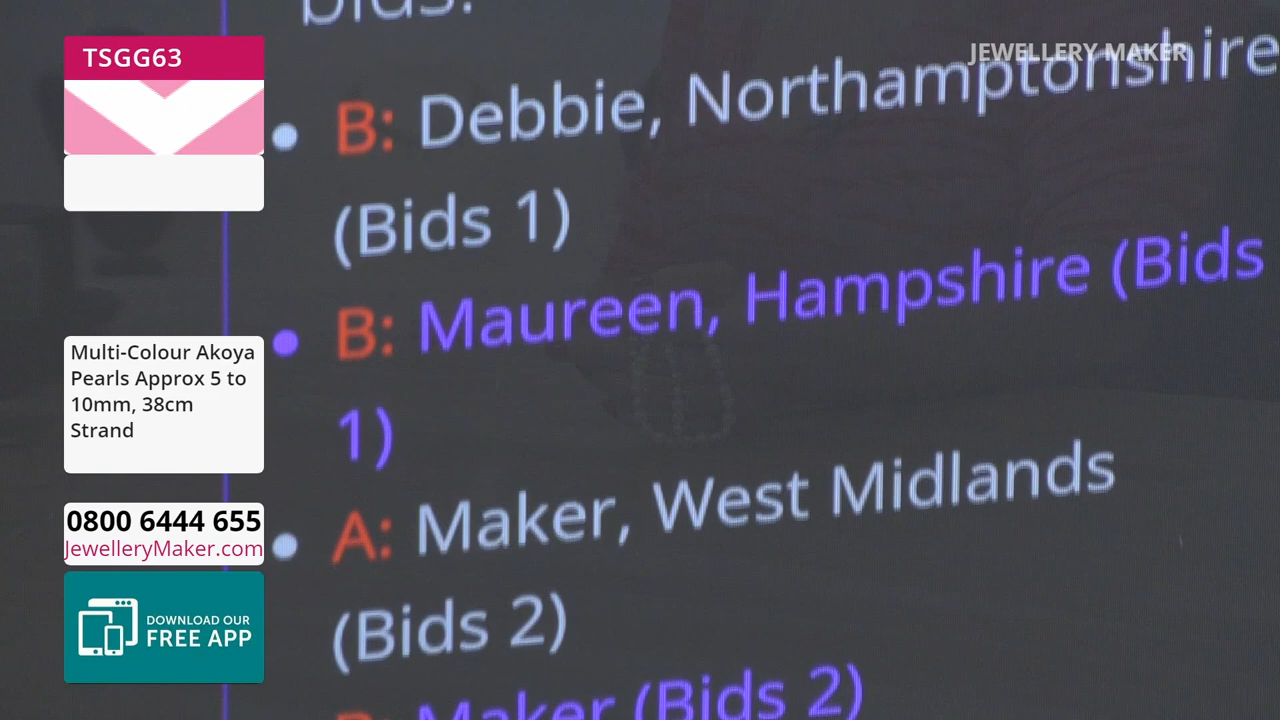 TSGG63
JEWELLERY MAKER
bids.
B: Debbie, Northamptonshire
(Bids 1)
B: Maureen, Hampshire (Bids
1)
A: Maker, West Midlands
(Bids 2)
B: Maker (Bids 2)
Multi-Colour Akoya
Pearls Approx 5 to
10mm, 38cm
Strand
0800 6444 655
JewelleryMaker.com
DOWNLOAD OUR
FREE APP